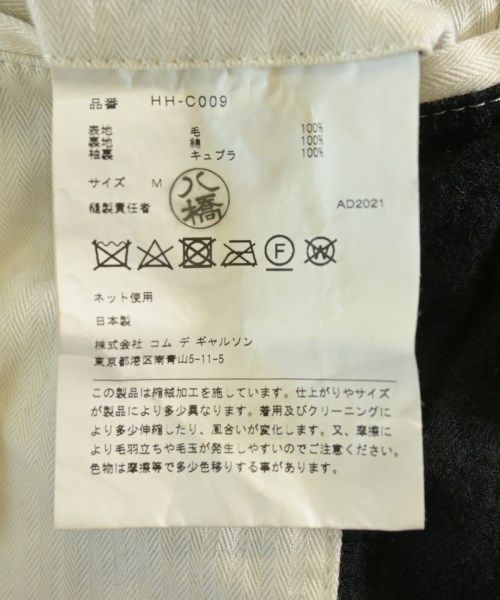 品番 HH-C009
表地 毛 100%
裏地 綿 100%
袖裏 キュプラ 100%
サイズ M
縫製責任者 八橋 AD2021
F W
ネット使用
日本製
株式会社 コム デ ギャルソン
東京都港区南青山5-11-5
この製品は縮絨加工を施しています。仕上がりやサイズ
が製品により多少異なります。着用及びクリーニングに
より多少伸縮したり、風合いが変化します。又、摩擦に
より毛羽立ちや毛玉が発生しやすいのでご注意ください。
色物は摩擦等で多少色移りする事があります。